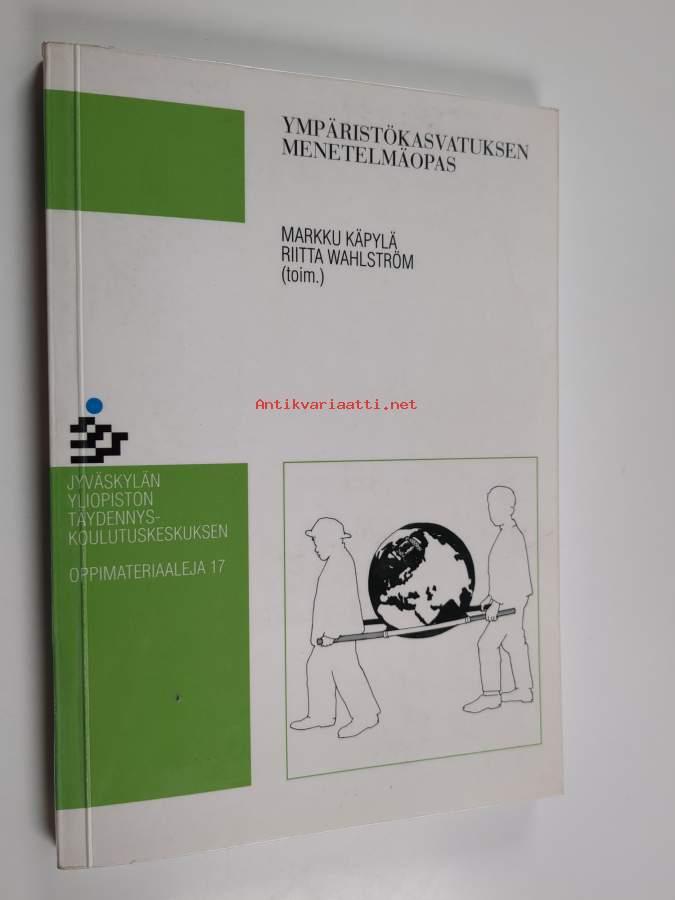 YMPÄRISTÖKASVATUKSEN
MENETELMÄOPAS
MARKKU KÄPYLÄ
RIITTA WAHLSTRÖM
(toim.)
Antikvariaatti.net
JYVÄSKYLÄN
YLIOPISTON
TÄYDENNYS-
KOULUTUSKESKUKSEN
OPPIMATERIAALEJA 17